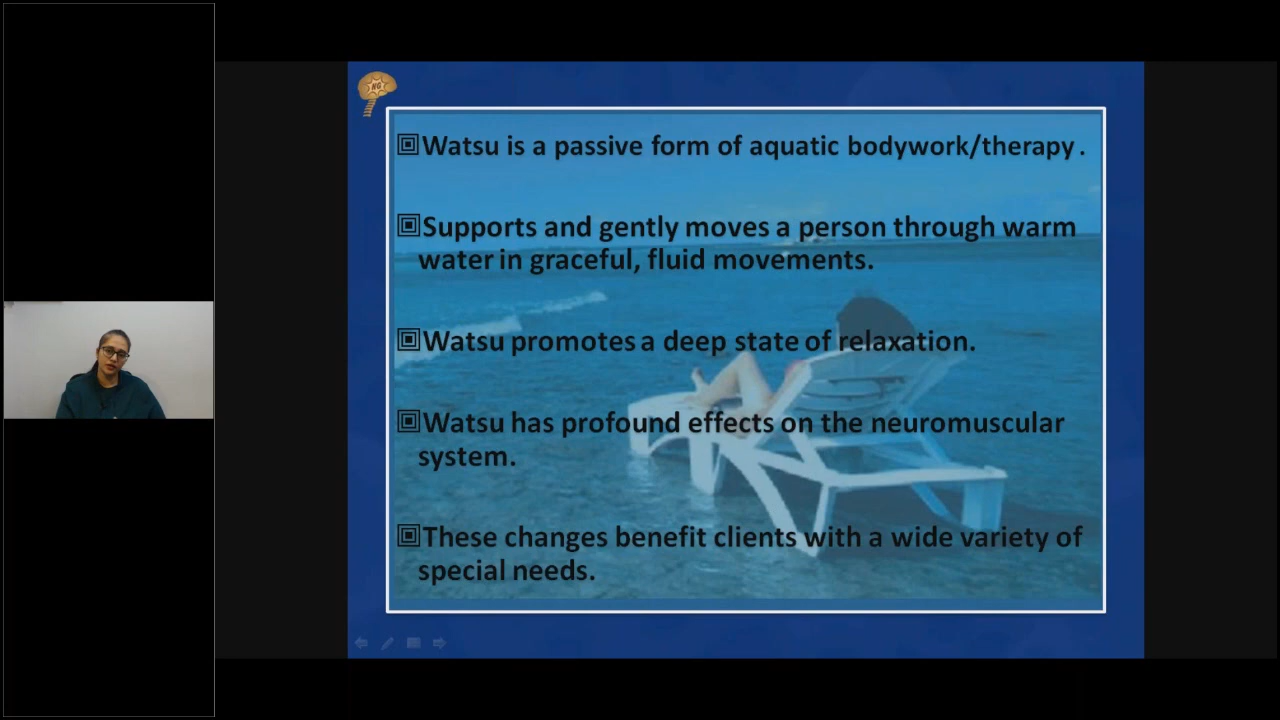 NG
Watsu is a passive form of aquatic bodywork/therapy .
Supports and gently moves a person through warm
water in graceful, fluid movements.
Watsu promotes a deep state of relaxation.
Watsu has profound effects on the neuromuscular
system.
These changes benefit clients with a wide variety of
special needs.